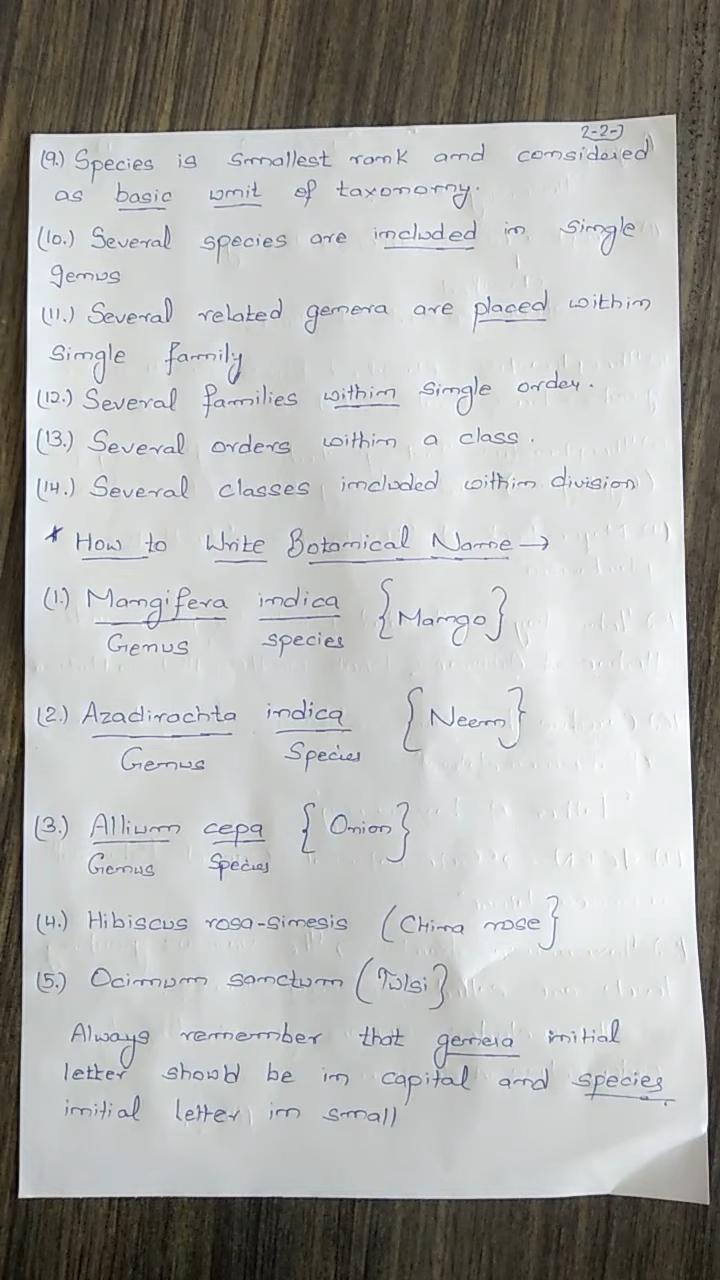 2-2-7
(9.) Species is smallest rank and considered
as basic unit of taxonomy.
(10.) Several species are included in single
genus
(11.) Several related genera are placed within
single family
(12.) Several families within single order.
(13.) Several orders within a class.
(14.) Several classes included within division
* How to Write Botanical Name →
(1.) Mangifera indica {Mango}
Genus species
(2.) Azadirachta indica {Neem}
Genus Species
(3.) Allium cepa {Onion}
Genus Species
(4.) Hibiscus rosa-sinesis (China rose}
(5.) Ocimum sanctum (Tulsi}
Always remember that genera initial
letter should be in capital and species
initial letter in small